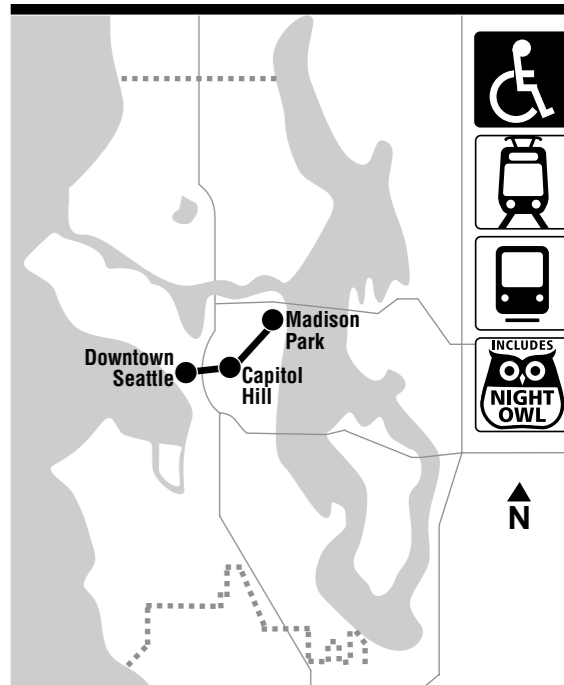 Madison
Park
Downtown
Seattle
Capitol
Hill
INCLUDES
NIGHT
OWL
N